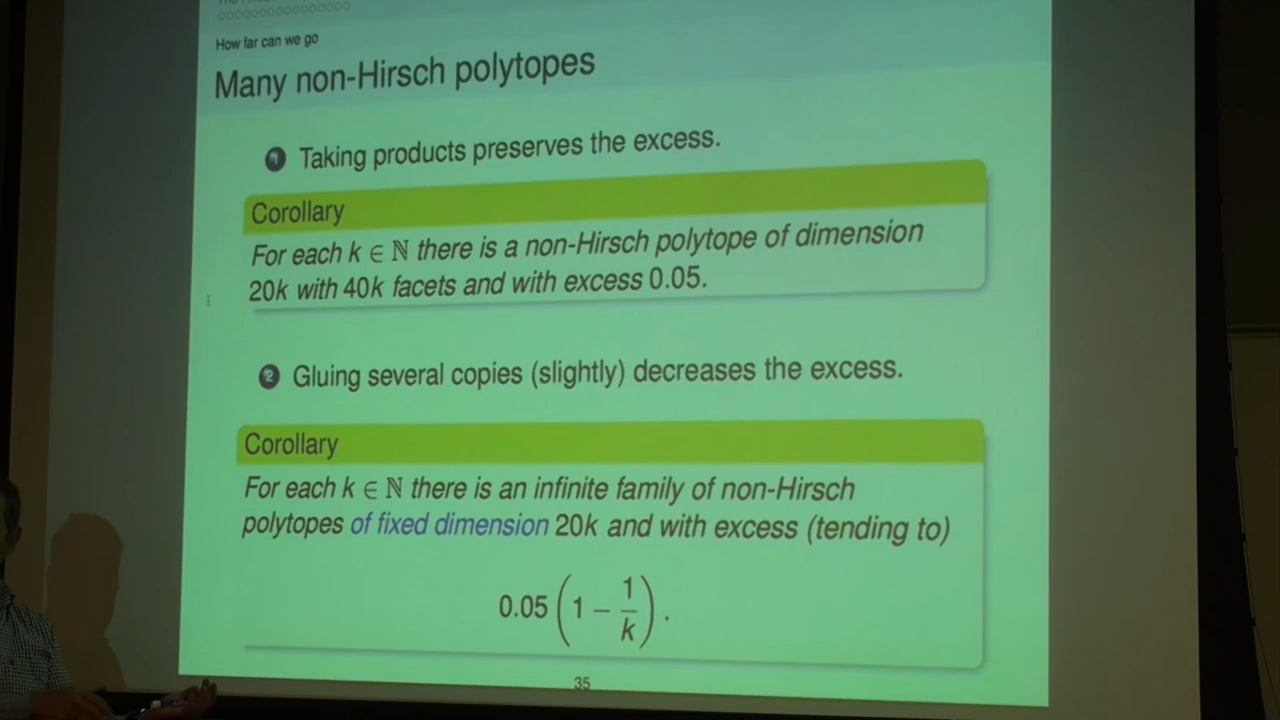 How far can we go
Many non-Hirsch polytopes
1 Taking products preserves the excess.
Corollary
For each k ∈ ℕ there is a non-Hirsch polytope of dimension
20k with 40k facets and with excess 0.05.
2 Gluing several copies (slightly) decreases the excess.
Corollary
For each k ∈ ℕ there is an infinite family of non-Hirsch
polytopes of fixed dimension 20k and with excess (tending to)
0.05 (1 − 1/k).
35